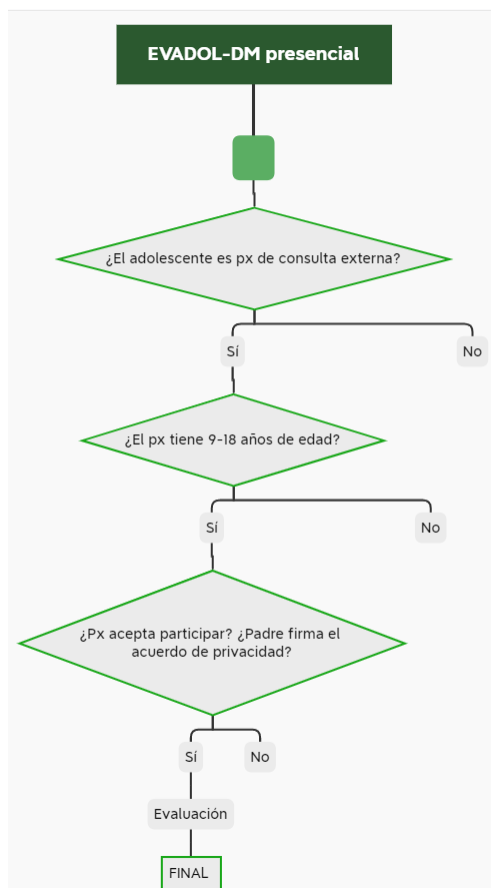 EVADOL-DM presencial
¿El adolescente es px de consulta externa?
Sí
No
¿El px tiene 9-18 años de edad?
Sí
No
¿Px acepta participar? ¿Padre firma el
acuerdo de privacidad?
Sí
No
Evaluación
FINAL